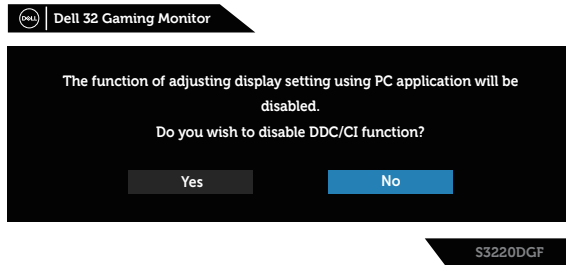 DELL
Dell 32 Gaming Monitor
The function of adjusting display setting using PC application will be
disabled.
Do you wish to disable DDC/CI function?
Yes
No
S3220DGF